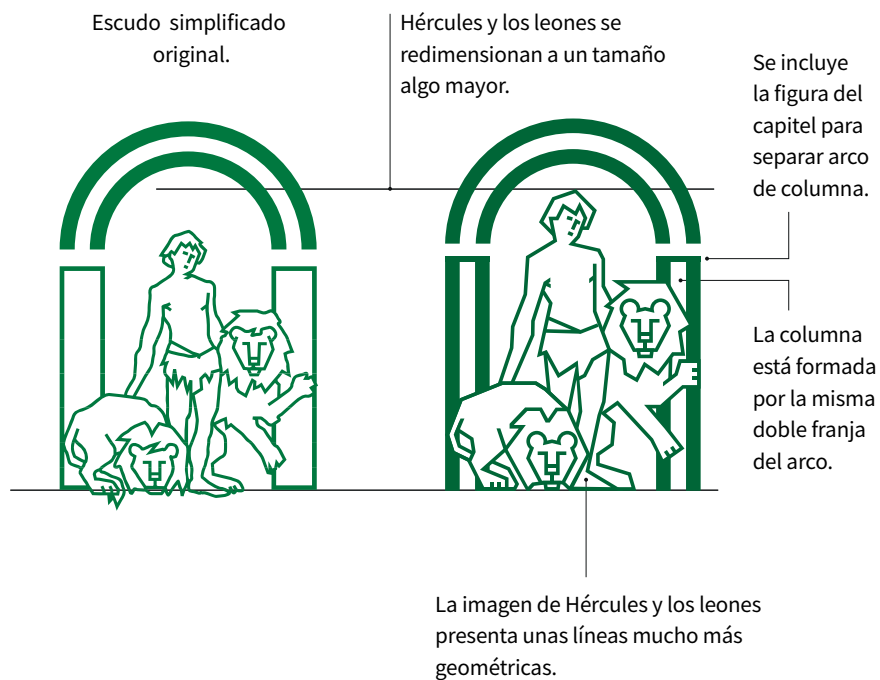 Escudo simplificado
original.
Hércules y los leones se
redimensionan a un tamaño
algo mayor.
Se incluye
la figura del
capitel para
separar arco
de columna.
La columna
está formada
por la misma
doble franja
del arco.
La imagen de Hércules y los leones
presenta unas líneas mucho más
geométricas.